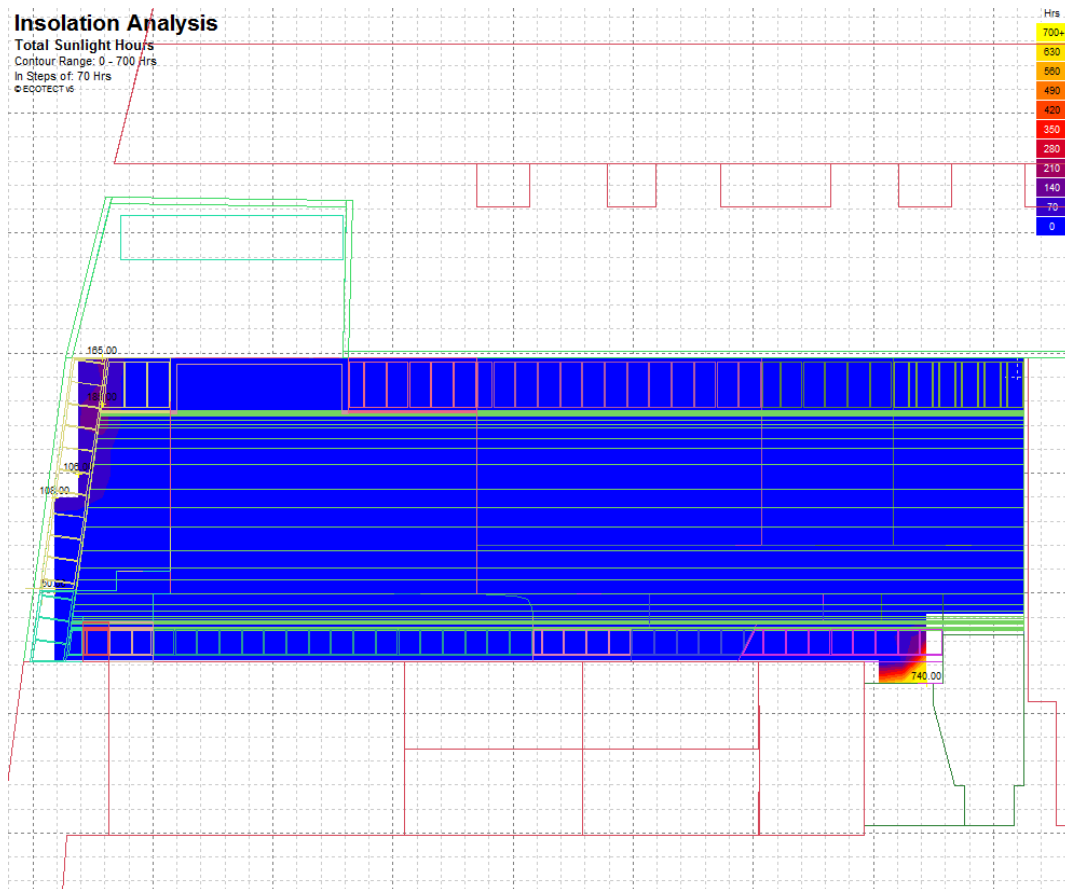 Insolation Analysis
Total Sunlight Hours
Contour Range: 0 - 700 Hrs
In Steps of: 70 Hrs
© ECOTECT v5
Hrs
700+
630
560
490
420
350
280
210
140
70
0
165.00
108.00
740.00